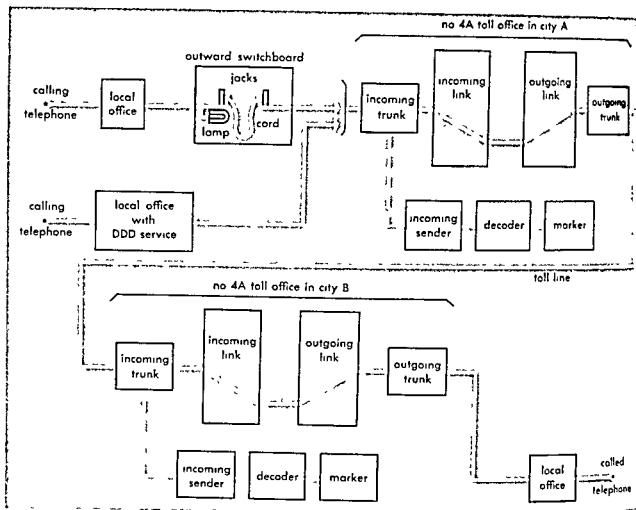 no 4A toll office in city A
outward switchboard
jacks
calling
telephone
local
office
lamp
cord
incoming
trunk
incoming
link
outgoing
link
outgoing
trunk
calling
telephone
local office
with
DDD service
incoming
sender
decoder
marker
toll line
no 4A toll office in city B
incoming
trunk
incoming
link
outgoing
link
outgoing
trunk
incoming
sender
decoder
marker
local
office
called
telephone